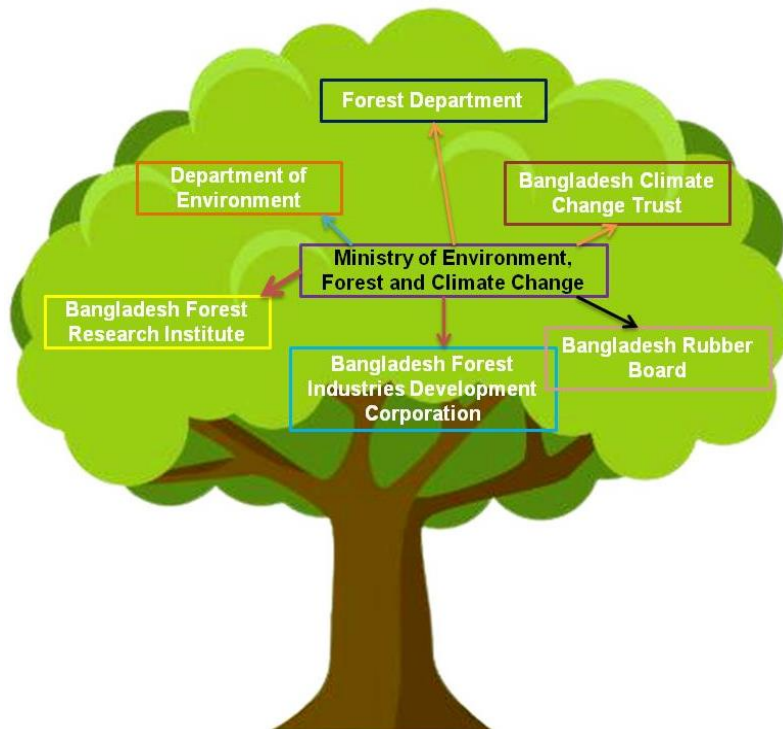 Forest Department
Department of
Environment
Bangladesh Climate
Change Trust
Ministry of Environment,
Forest and Climate Change
Bangladesh Forest
Research Institute
Bangladesh Rubber
Board
Bangladesh Forest
Industries Development
Corporation